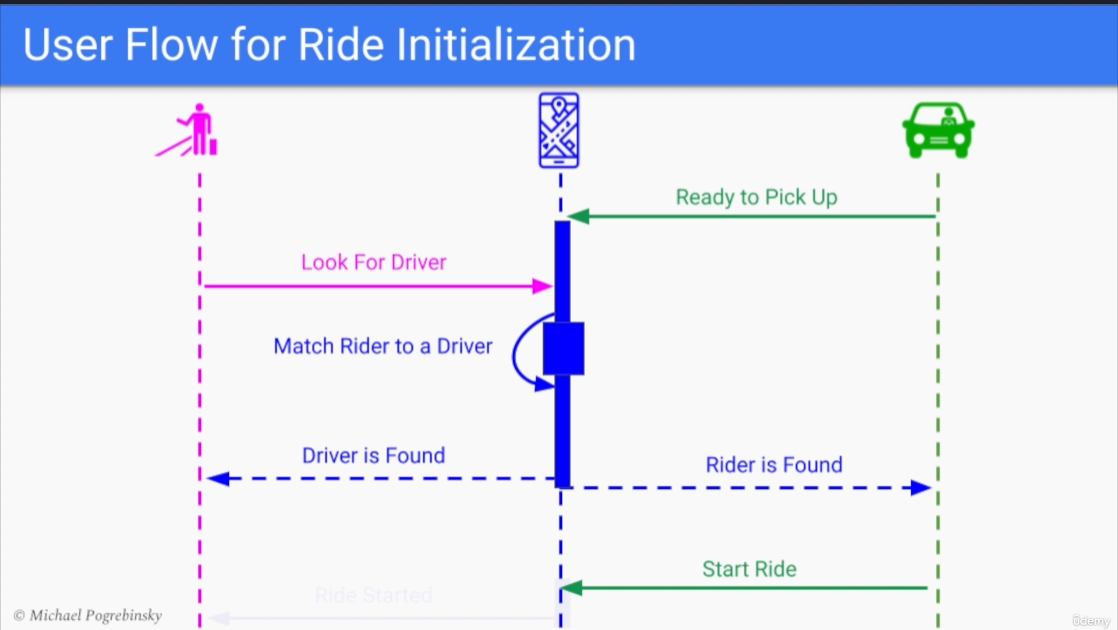 User Flow for Ride Initialization
Ready to Pick Up
Look For Driver
Match Rider to a Driver
Driver is Found
Rider is Found
Start Ride
Ride Started
© Michael Pogrebinsky
ûdemy